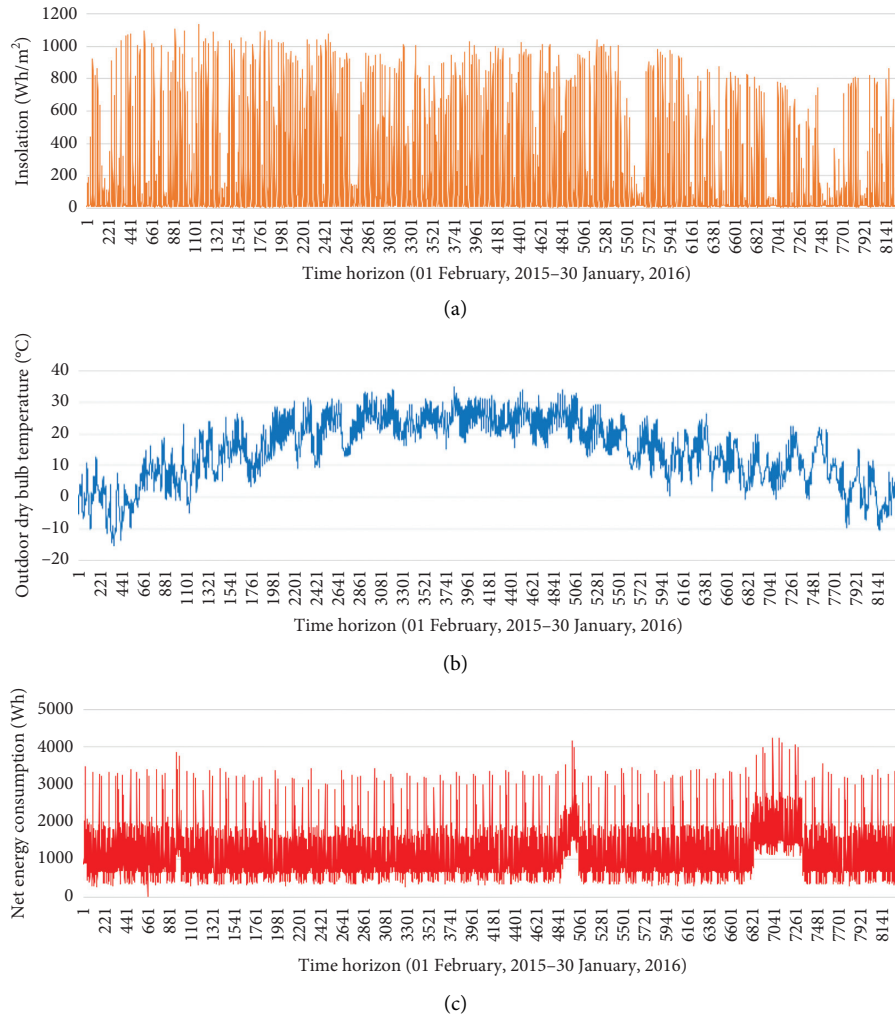 Insolation (Wh/m²)
1200
1000
800
600
400
200
0
1 221 441 661 881 1101 1321 1541 1761 1981 2201 2421 2641 2861 3081 3301 3521 3741 3961 4181 4401 4621 4841 5061 5281 5501 5721 5941 6161 6381 6601 6821 7041 7261 7481 7701 7921 8141
Time horizon (01 February, 2015–30 January, 2016)
(a)
Outdoor dry bulb temperature (°C)
40
30
20
10
0
–10
–20
1 221 441 661 881 1101 1321 1541 1761 1981 2201 2421 2641 2861 3081 3301 3521 3741 3961 4181 4401 4621 4841 5061 5281 5501 5721 5941 6161 6381 6601 6821 7041 7261 7481 7701 7921 8141
Time horizon (01 February, 2015–30 January, 2016)
(b)
Net energy consumption (Wh)
5000
4000
3000
2000
1000
0
1 221 441 661 881 1101 1321 1541 1761 1981 2201 2421 2641 2861 3081 3301 3521 3741 3961 4181 4401 4621 4841 5061 5281 5501 5721 5941 6161 6381 6601 6821 7041 7261 7481 7701 7921 8141
Time horizon (01 February, 2015–30 January, 2016)
(c)